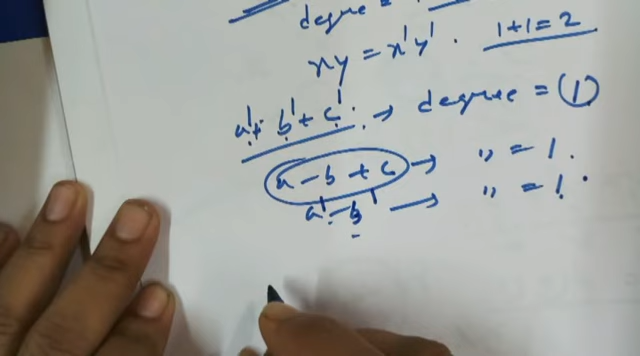 degree =
xy = x¹y¹. 1+1=2
a¹+b¹+c¹. → degree = (1)
a-b+c → " = 1.
a¹-b¹ → " = 1.